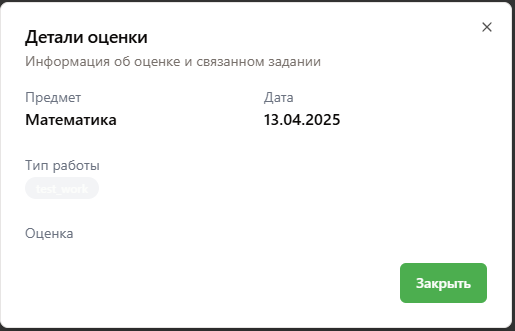 Детали оценки
Информация об оценке и связанном задании
Предмет
Дата
Математика
13.04.2025
Тип работы
test_work
Оценка
Закрыть